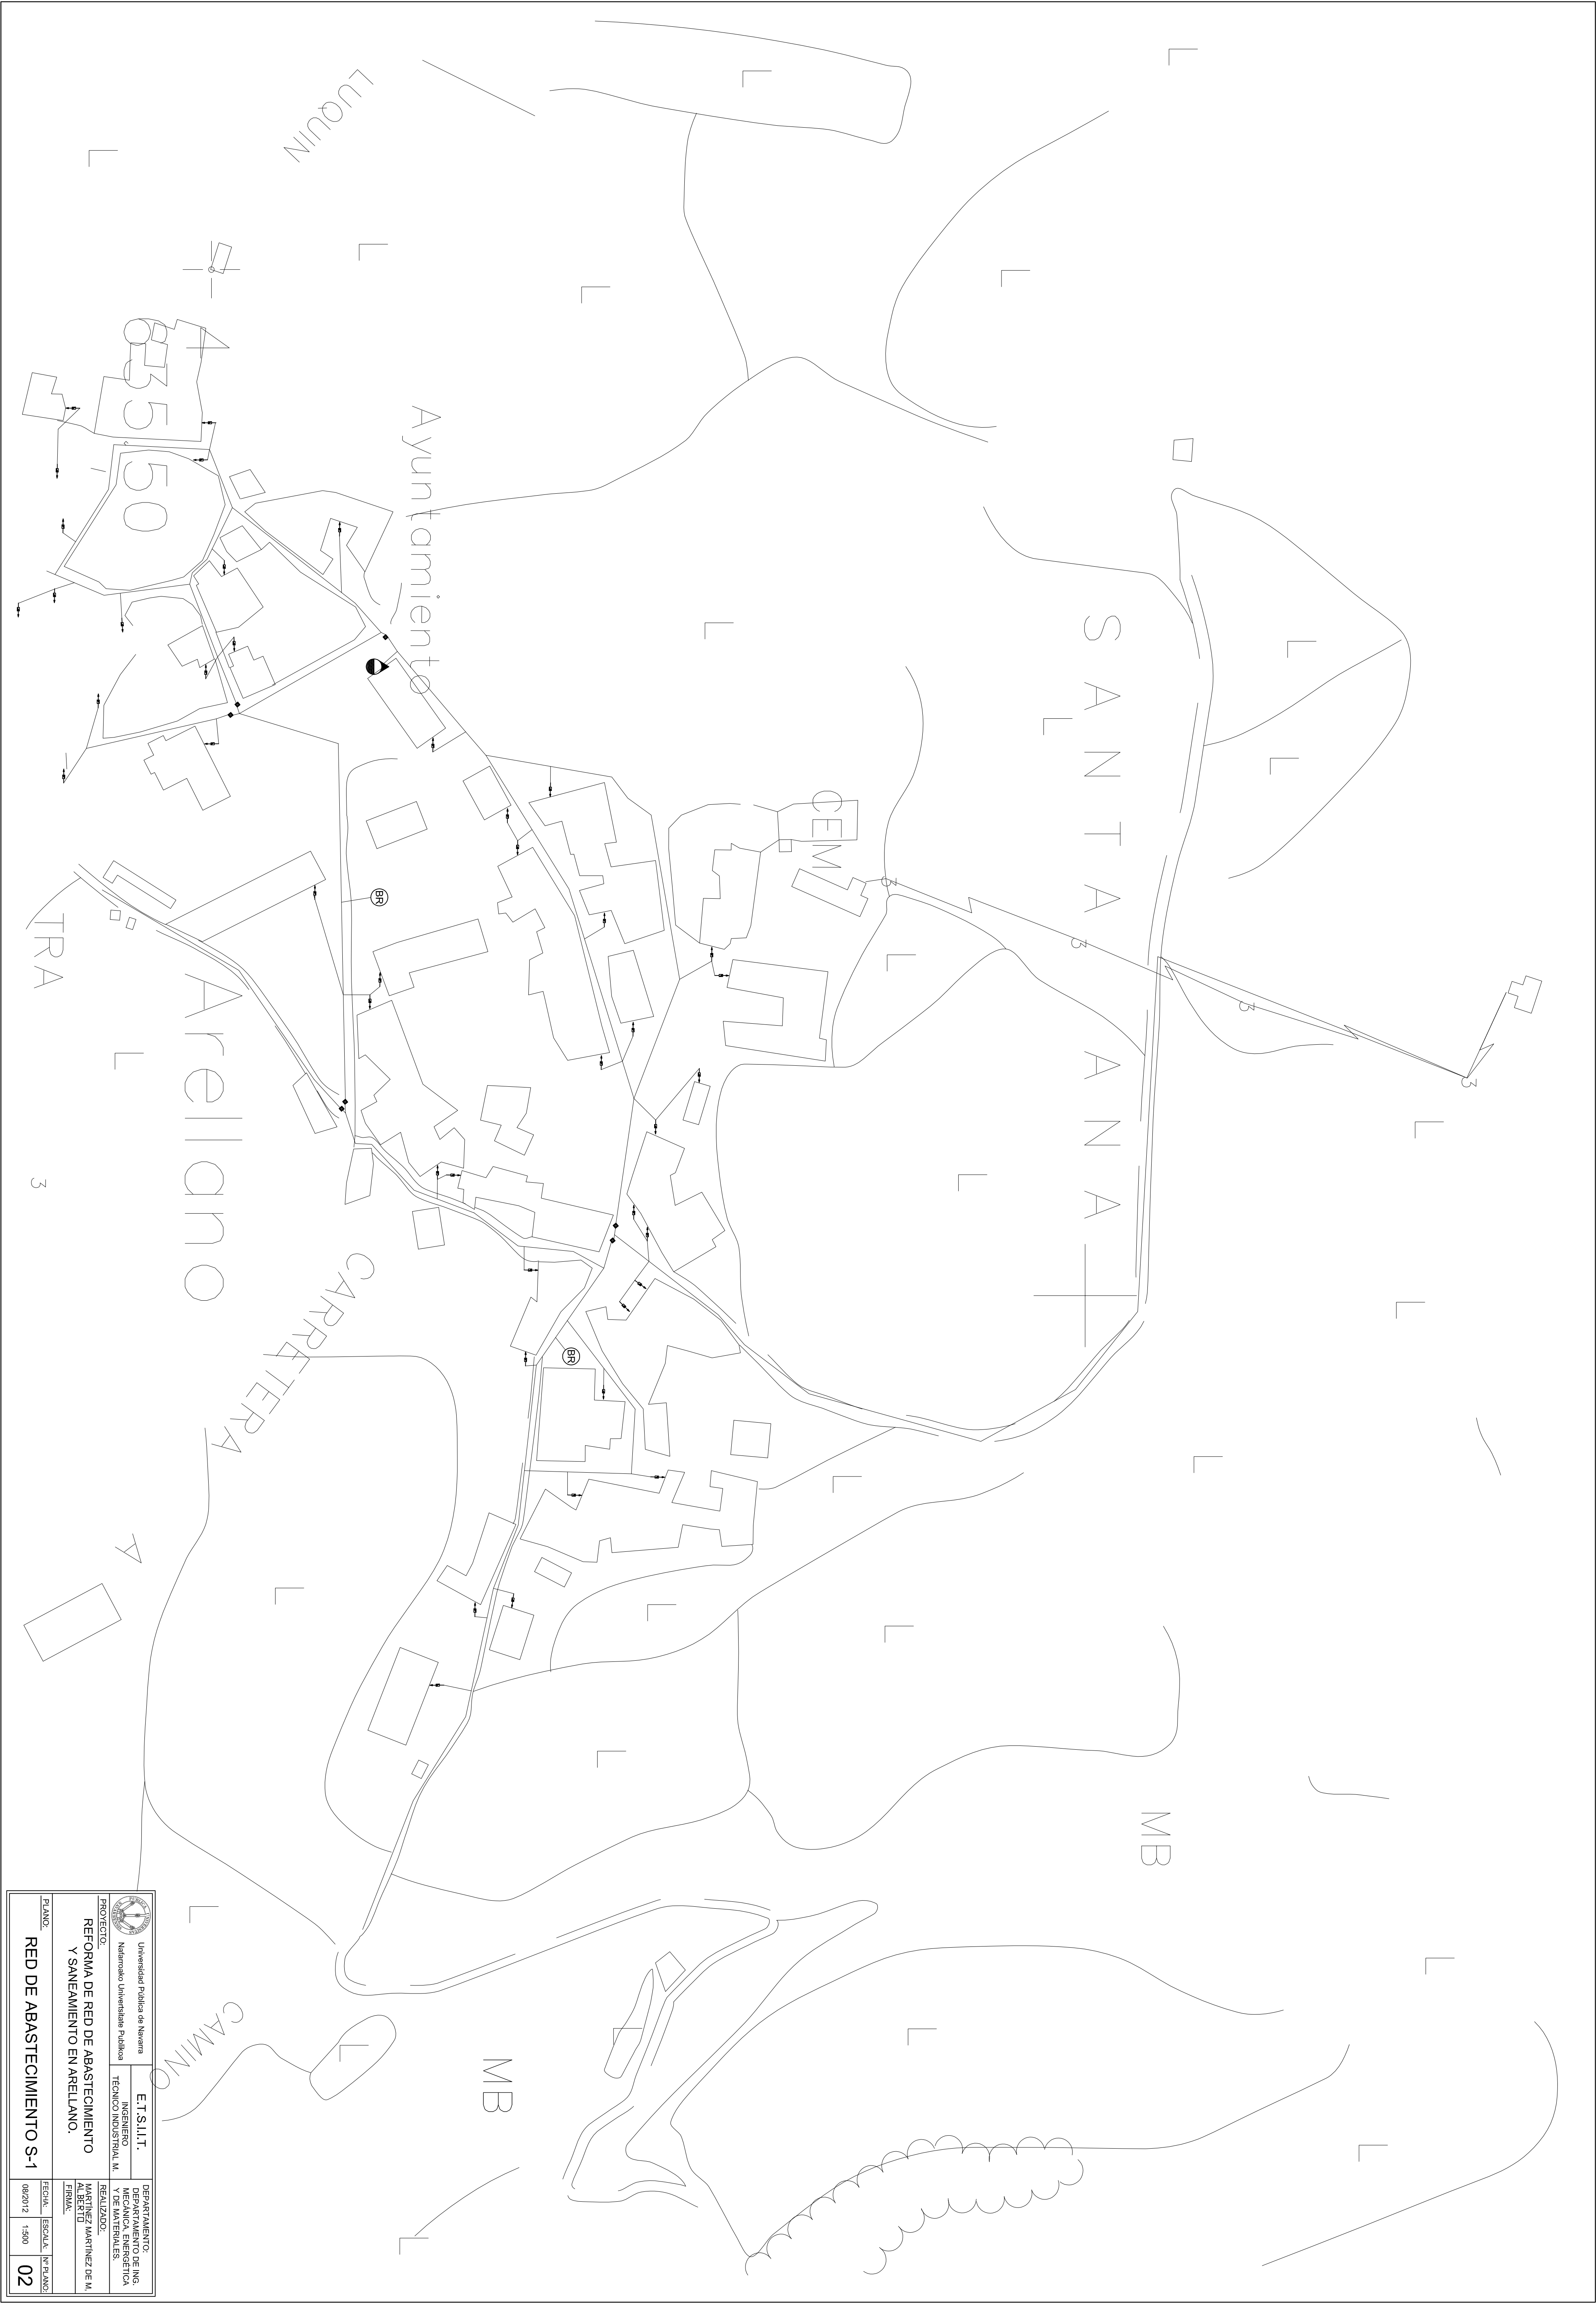 LUQUIN
635 50
Ayuntamiento
SANTA ANA
CEM
3
3
3
BR
TRA
Arellano
3
CARRETERA
BR
A
MB
MB
CAMINO
Universidad Pública de Navarra
Nafarroako Unibertsitate Publikoa
E.T.S.I.I.T.
INGENIERO
TÉCNICO INDUSTRIAL M.
DEPARTAMENTO:
DEPARTAMENTO DE ING.
MECÁNICA, ENERGÉTICA
Y DE MATERIALES.
PROYECTO:
REFORMA DE RED DE ABASTECIMIENTO
Y SANEAMIENTO EN ARELLANO.
REALIZADO:
MARTÍNEZ MARTÍNEZ DE M,
ALBERTO
FIRMA:
PLANO:
RED DE ABASTECIMIENTO S-1
FECHA:
08/2012
ESCALA:
1:500
Nº PLANO:
02